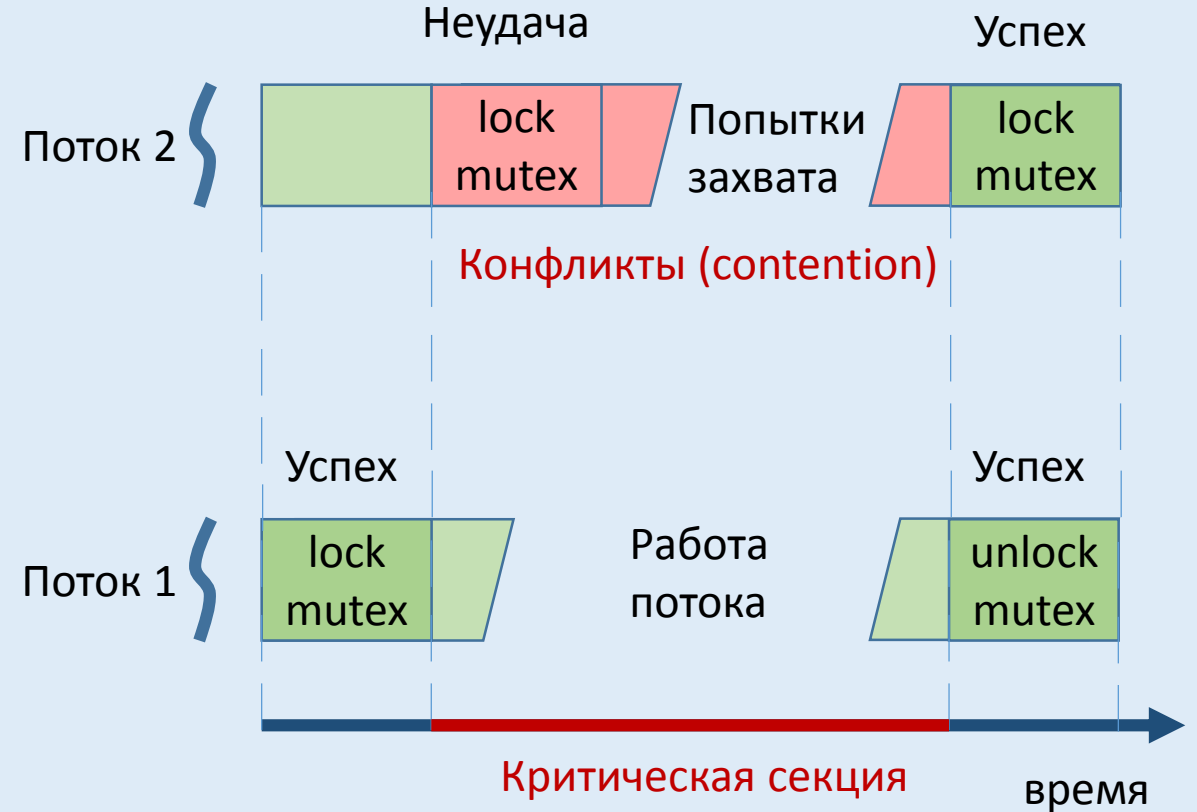 Неудача
Успех
Поток 2
lock
mutex
Попытки
захвата
lock
mutex
Конфликты (contention)
Успех
Успех
Поток 1
lock
mutex
Работа
потока
unlock
mutex
Критическая секция
время